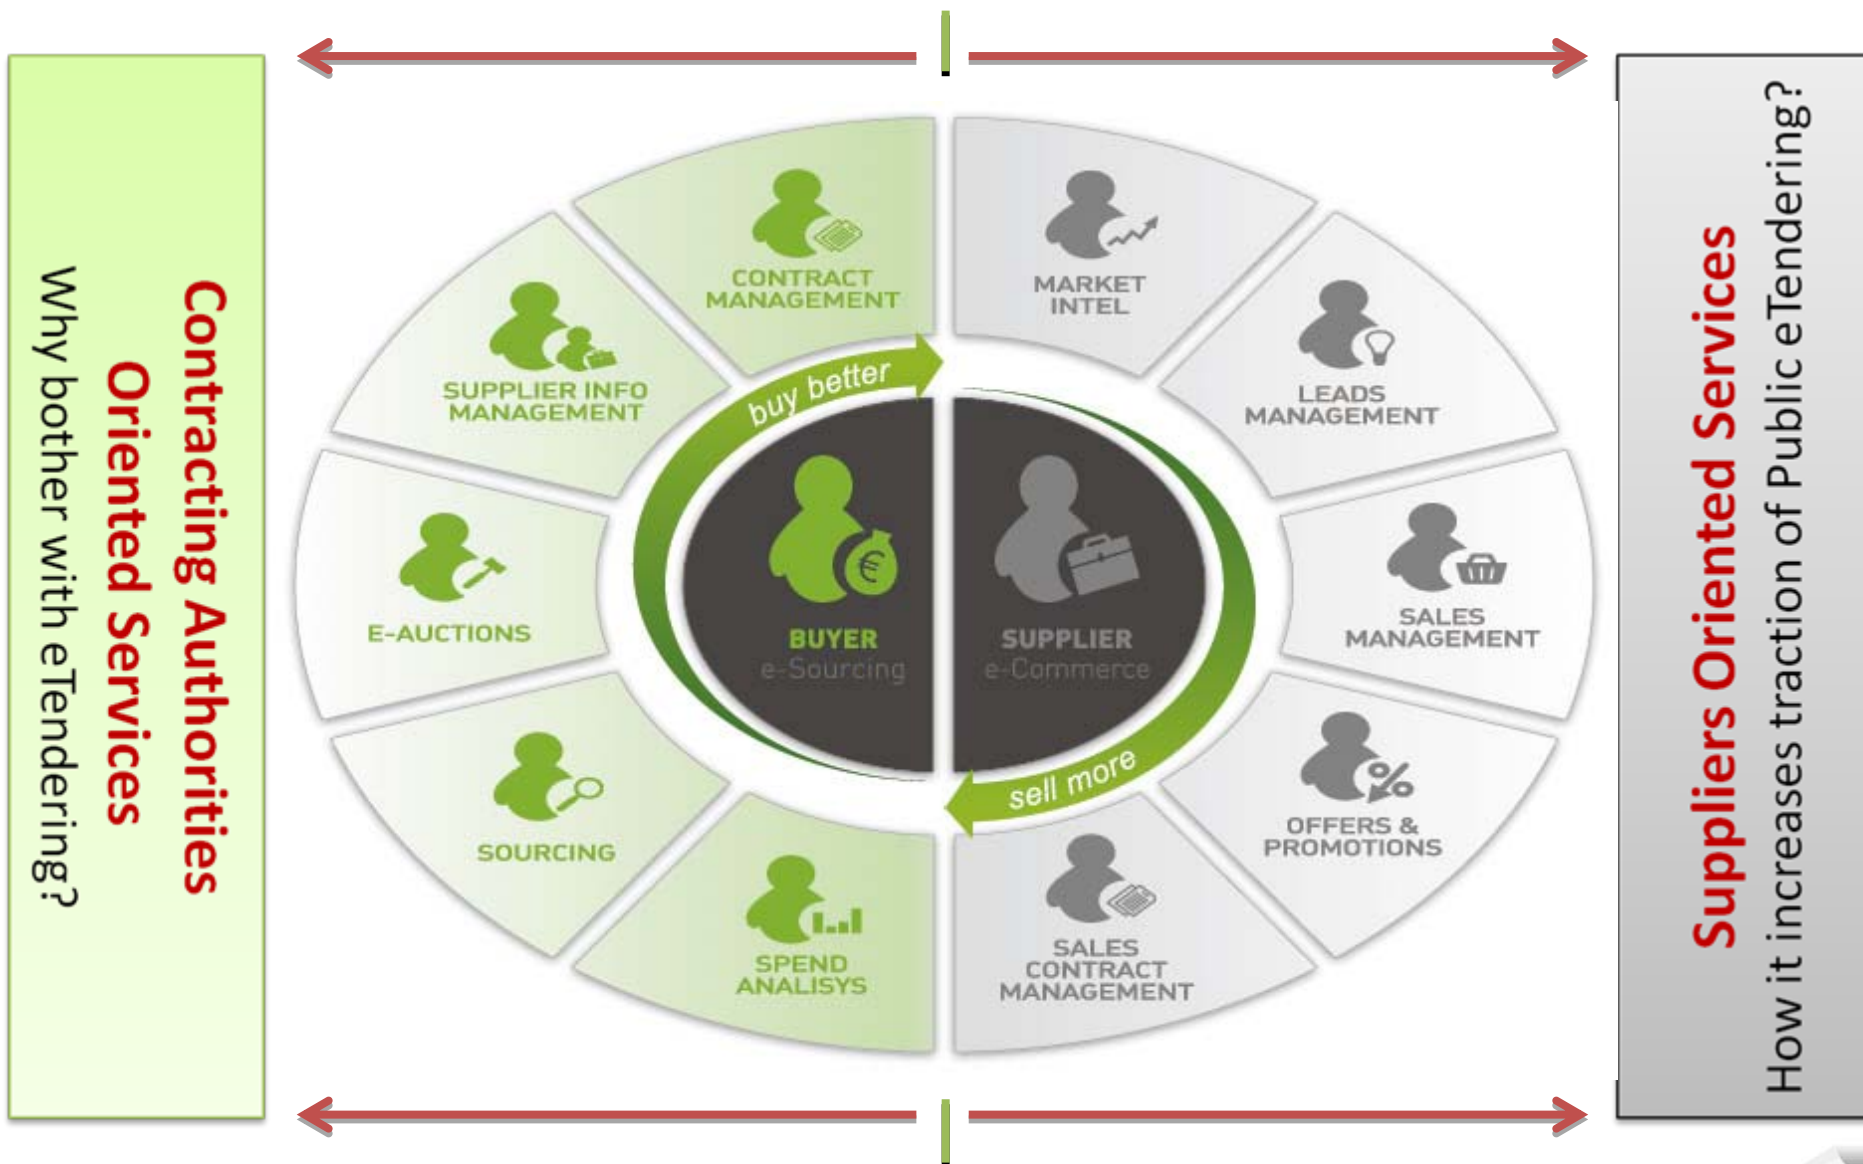 Contracting Authorities
Oriented Services
Why bother with eTendering?
CONTRACT
MANAGEMENT
SUPPLIER INFO
MANAGEMENT
E-AUCTIONS
SOURCING
SPEND
ANALISYS
buy better
BUYER
e-Sourcing
SUPPLIER
e-Commerce
sell more
MARKET
INTEL
LEADS
MANAGEMENT
SALES
MANAGEMENT
OFFERS &
PROMOTIONS
SALES
CONTRACT
MANAGEMENT
Suppliers Oriented Services
How it increases traction of Public eTendering?